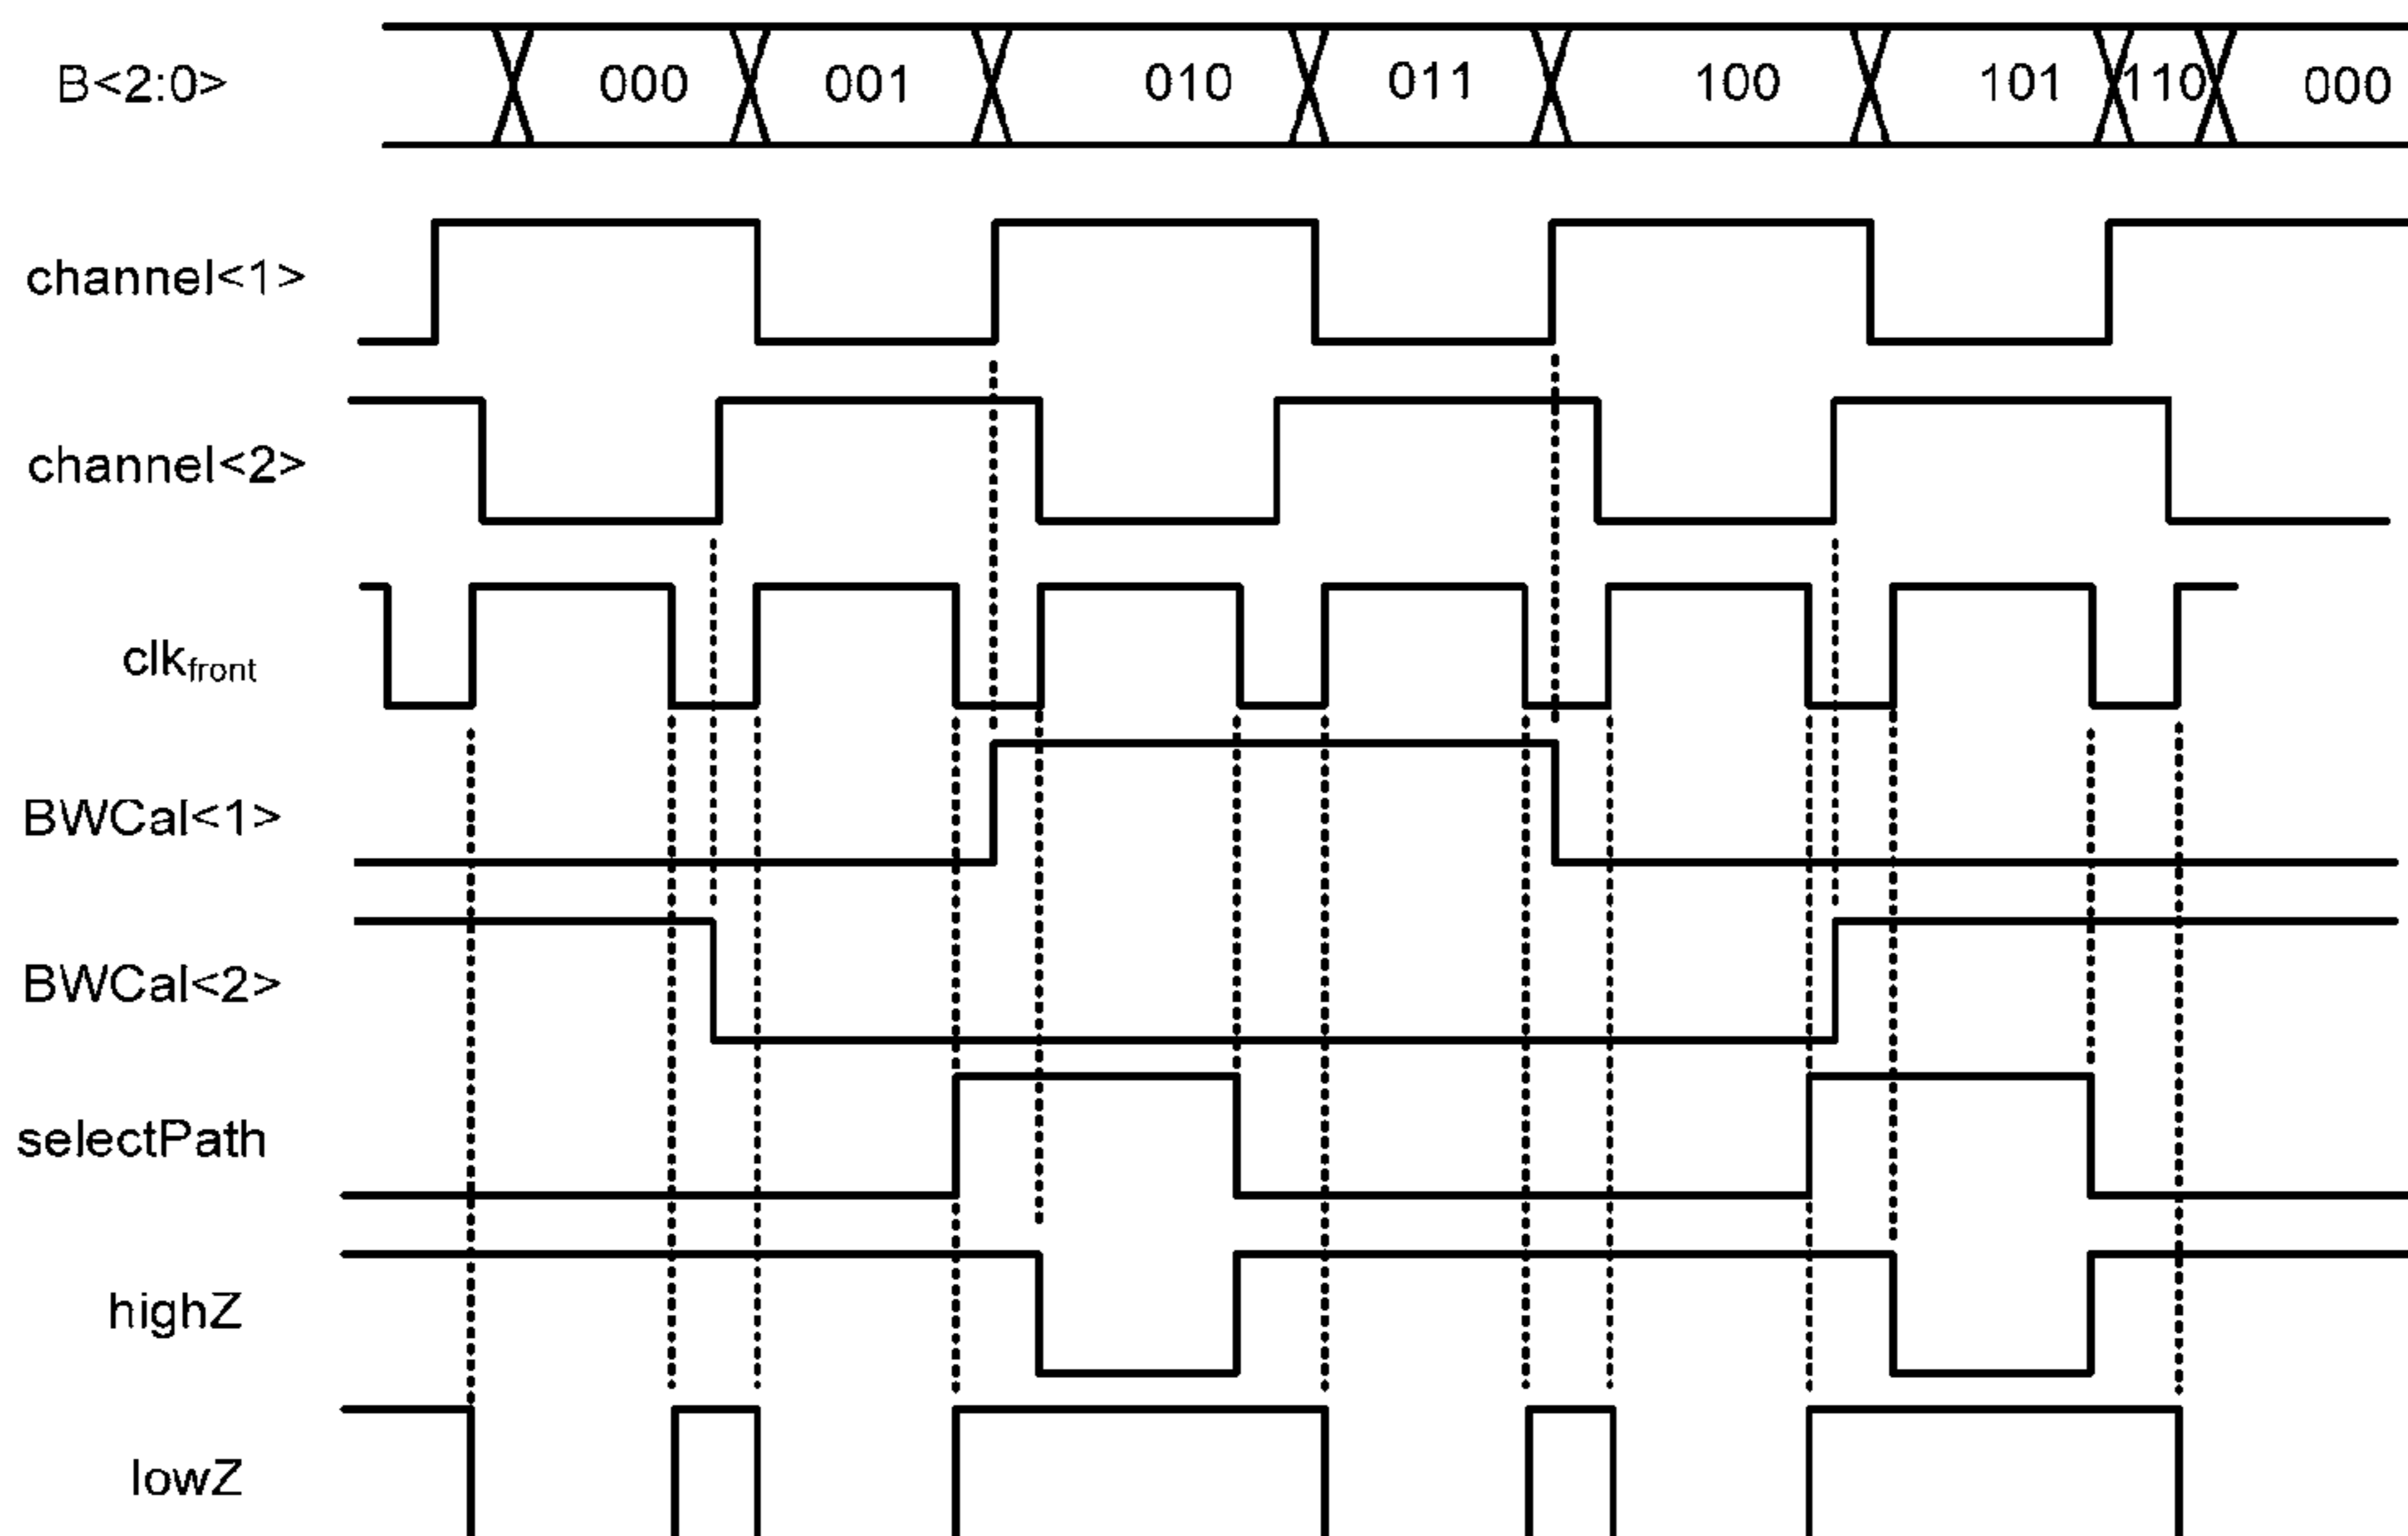 B<2:0> 000 001 010 011 100 101 110 000
channel<1>
channel<2>
clkfront
BWCal<1>
BWCal<2>
selectPath
highZ
lowZ